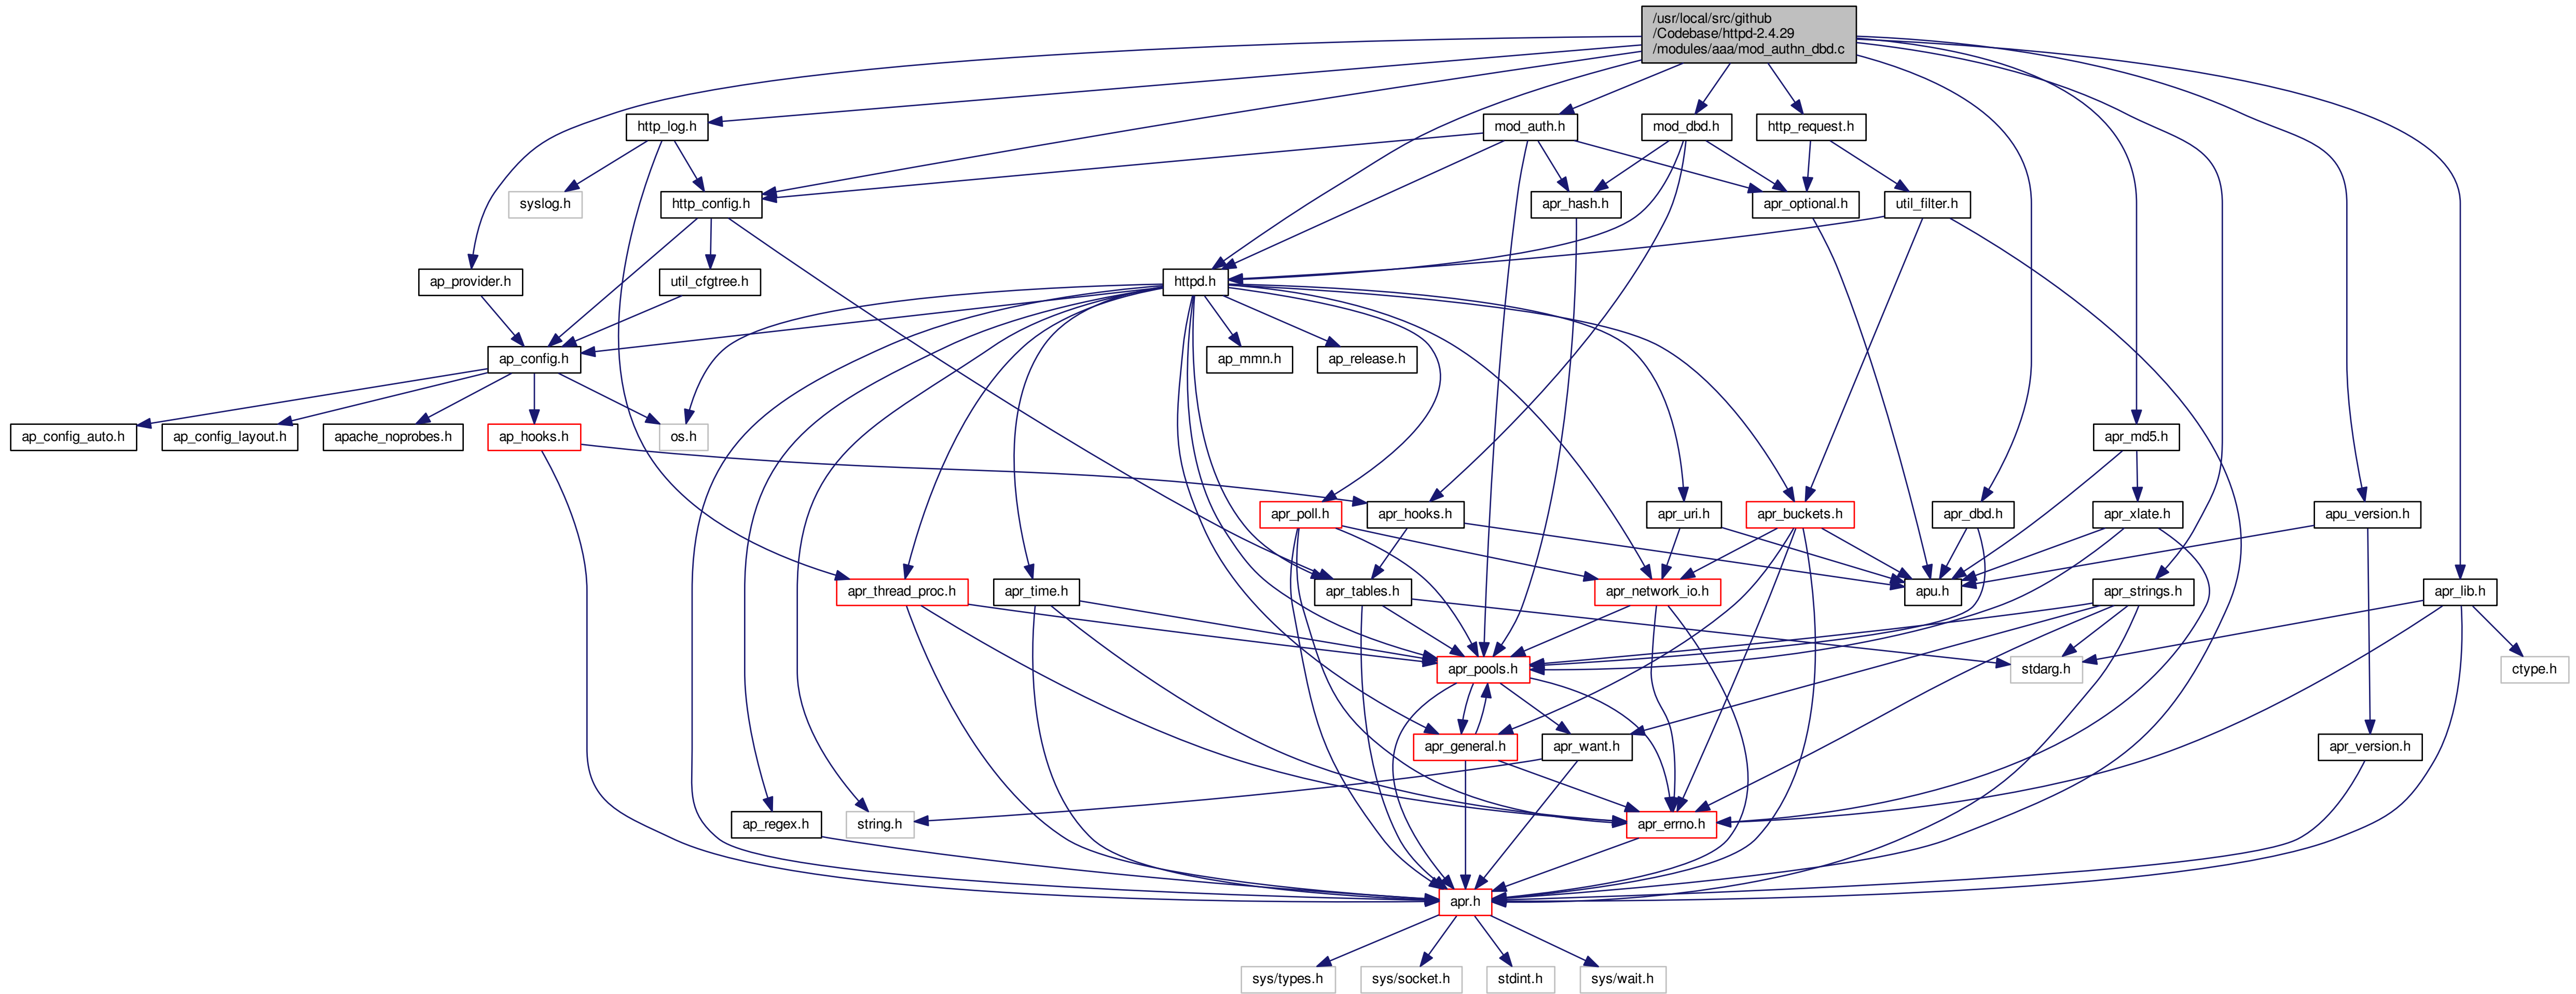 /usr/local/src/github
/Codebase/httpd-2.4.29
/modules/aaa/mod_authn_dbd.c
http_log.h
mod_auth.h
mod_dbd.h
http_request.h
syslog.h
http_config.h
apr_hash.h
apr_optional.h
util_filter.h
ap_provider.h
util_cfgtree.h
httpd.h
ap_config.h
ap_mmn.h
ap_release.h
ap_config_auto.h
ap_config_layout.h
apache_noprobes.h
ap_hooks.h
os.h
apr_md5.h
apr_poll.h
apr_hooks.h
apr_uri.h
apr_buckets.h
apr_dbd.h
apr_xlate.h
apu_version.h
apr_thread_proc.h
apr_time.h
apr_tables.h
apr_network_io.h
apu.h
apr_strings.h
apr_lib.h
apr_pools.h
stdarg.h
ctype.h
apr_general.h
apr_want.h
apr_version.h
ap_regex.h
string.h
apr_errno.h
apr.h
sys/types.h
sys/socket.h
stdint.h
sys/wait.h